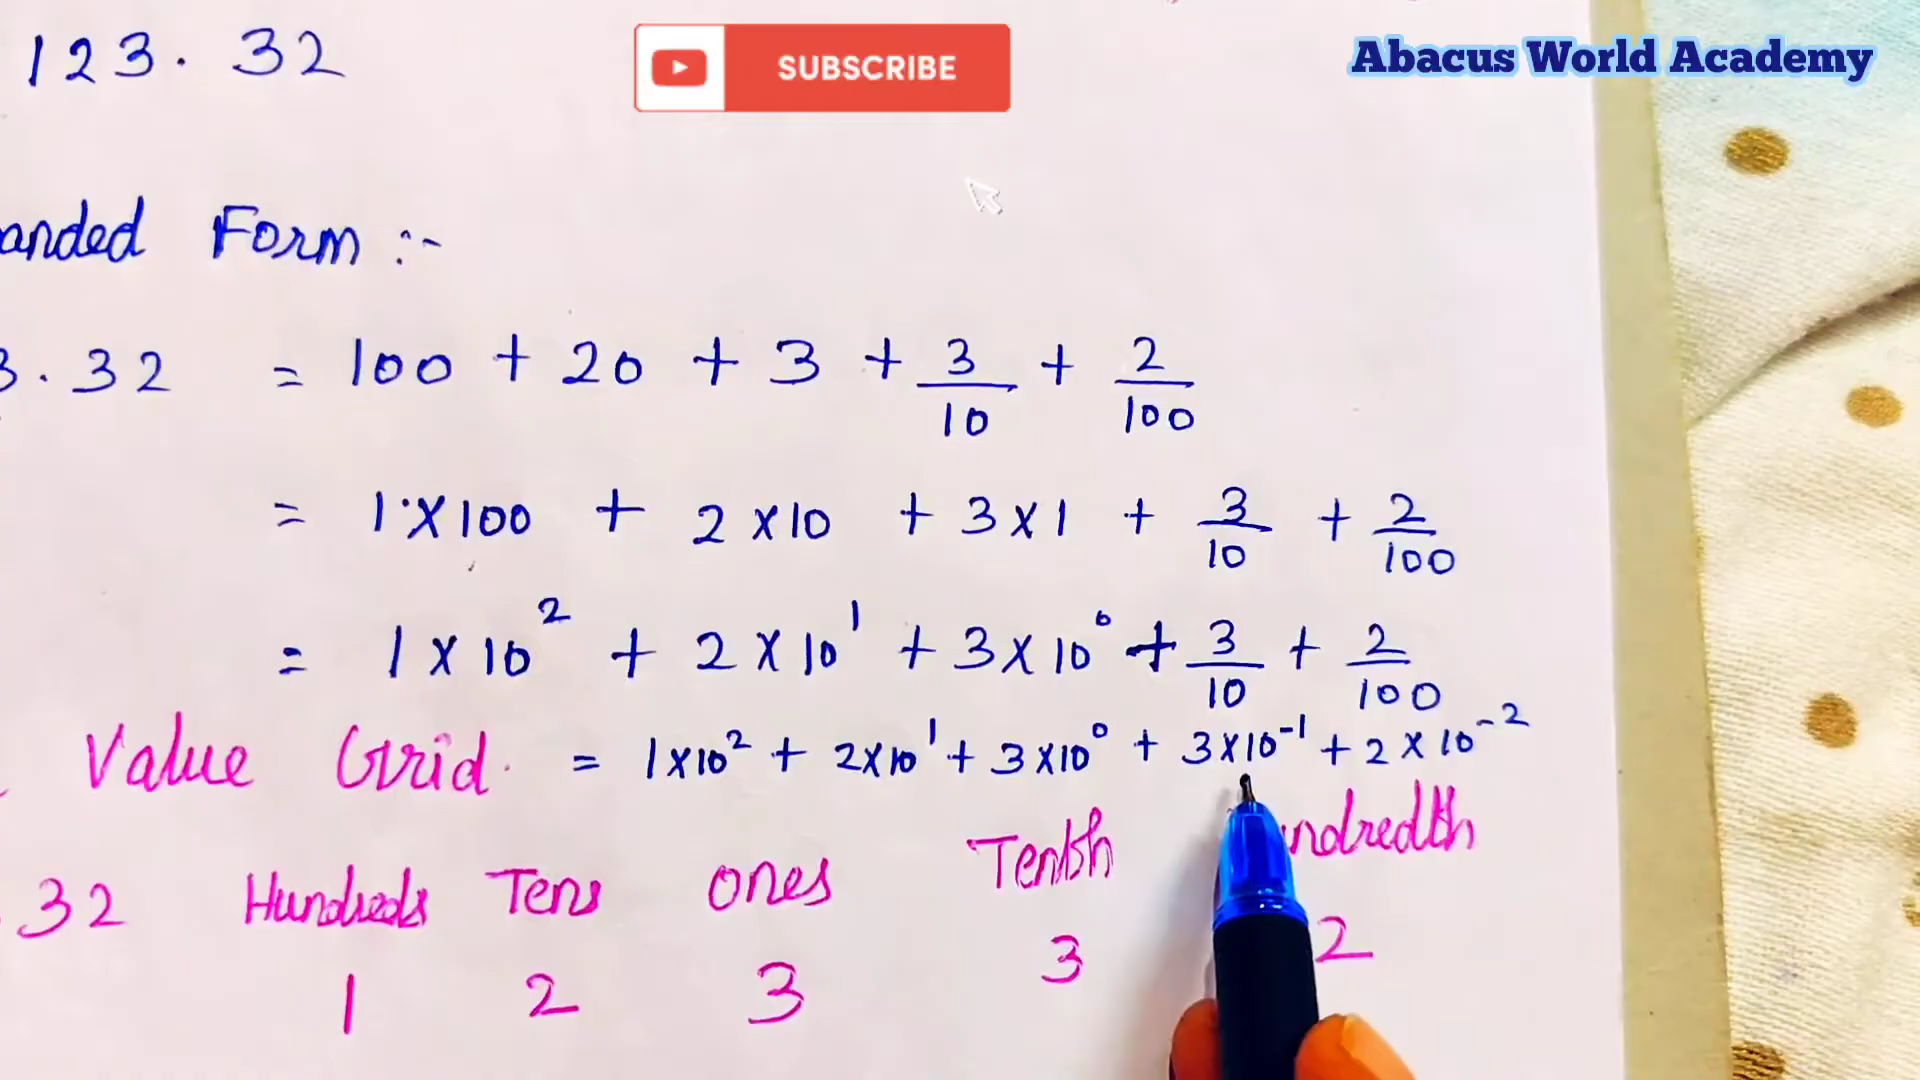 123.32
SUBSCRIBE
Abacus World Academy
anded Form :-
3.32 = 100 + 20 + 3 + 3/10 + 2/100
= 1×100 + 2×10 + 3×1 + 3/10 + 2/100
= 1×10² + 2×10¹ + 3×10⁰ + 3/10 + 2/100
Value Grid = 1×10² + 2×10¹ + 3×10⁰ + 3×10⁻¹ + 2×10⁻²
.32 Hundreds Tens Ones Tenth ndredth
1 2 3 3 2